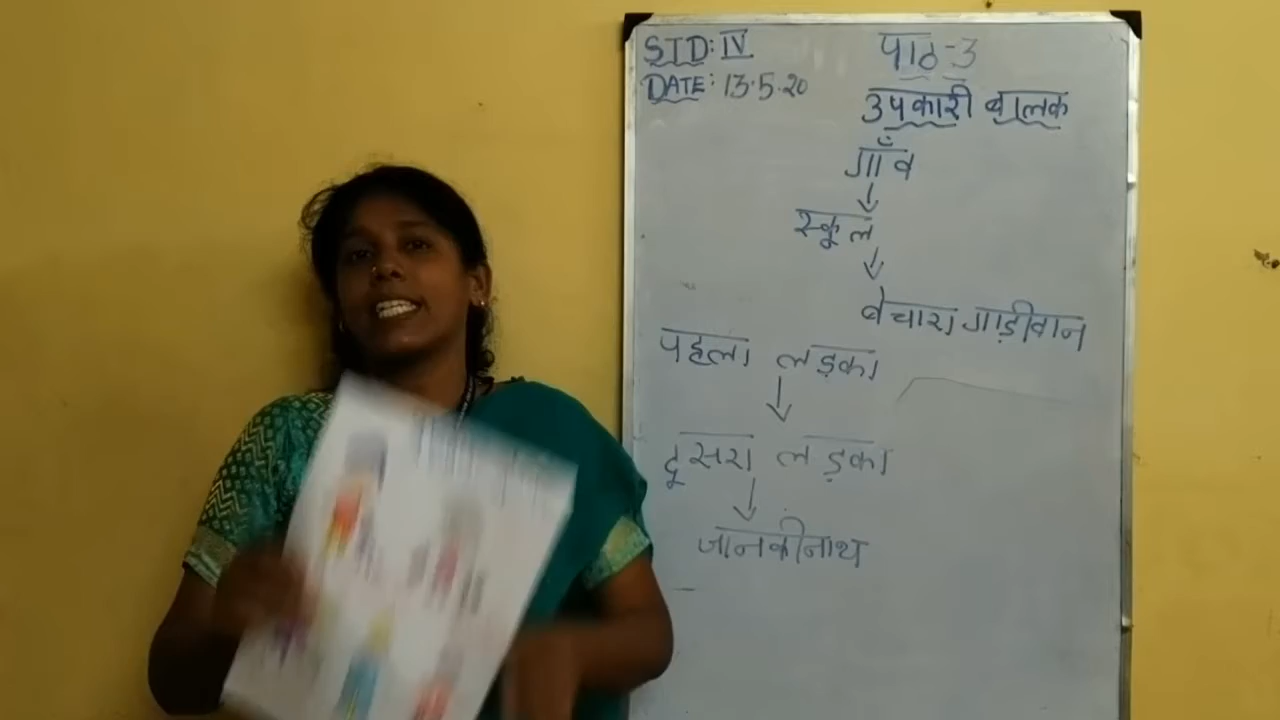 STD: IV
DATE: 13.5.20
पाठ-3
उपकारी बालक
गाँव
स्कूल
बेचारा गाड़ीवान
पहला लड़का
दूसरा लड़का
जानकीनाथ